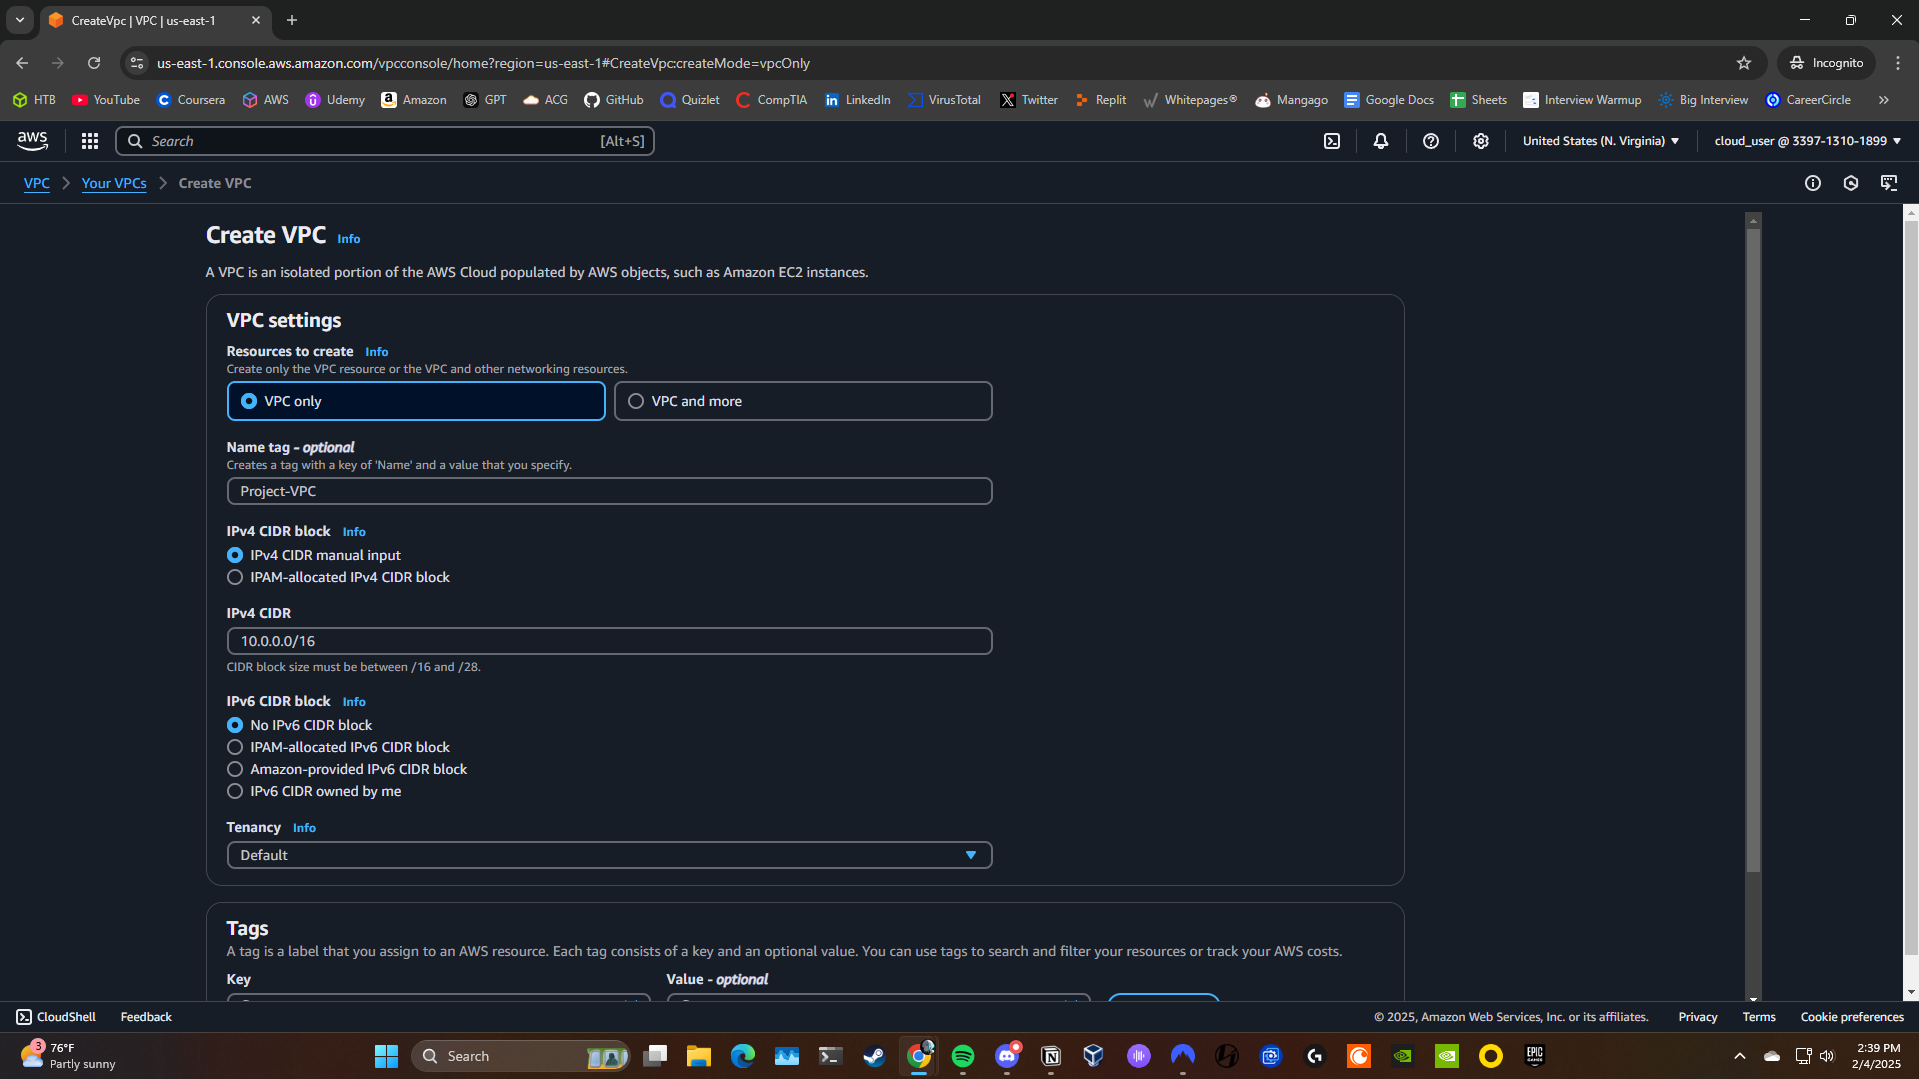 CreateVpc | VPC | us-east-1
us-east-1.console.aws.amazon.com/vpcconsole/home?region=us-east-1#CreateVpc:createMode=vpcOnly
Incognito
HTB YouTube Coursera AWS Udemy Amazon GPT ACG GitHub Quizlet CompTIA LinkedIn VirusTotal Twitter Replit Whitepages® Mangago Google Docs Sheets Interview Warmup Big Interview CareerCircle
aws Search [Alt+S] United States (N. Virginia) cloud_user @ 3397-1310-1899
VPC Your VPCs Create VPC
Create VPC Info
A VPC is an isolated portion of the AWS Cloud populated by AWS objects, such as Amazon EC2 instances.
VPC settings
Resources to create Info
Create only the VPC resource or the VPC and other networking resources.
VPC only VPC and more
Name tag - optional
Creates a tag with a key of 'Name' and a value that you specify.
Project-VPC
IPv4 CIDR block Info
IPv4 CIDR manual input
IPAM-allocated IPv4 CIDR block
IPv4 CIDR
10.0.0.0/16
CIDR block size must be between /16 and /28.
IPv6 CIDR block Info
No IPv6 CIDR block
IPAM-allocated IPv6 CIDR block
Amazon-provided IPv6 CIDR block
IPv6 CIDR owned by me
Tenancy Info
Default
Tags
A tag is a label that you assign to an AWS resource. Each tag consists of a key and an optional value. You can use tags to search and filter your resources or track your AWS costs.
Key Value - optional
CloudShell Feedback © 2025, Amazon Web Services, Inc. or its affiliates. Privacy Terms Cookie preferences
3 76°F
Partly sunny
Search
EPIC GAMES
2:39 PM
2/4/2025